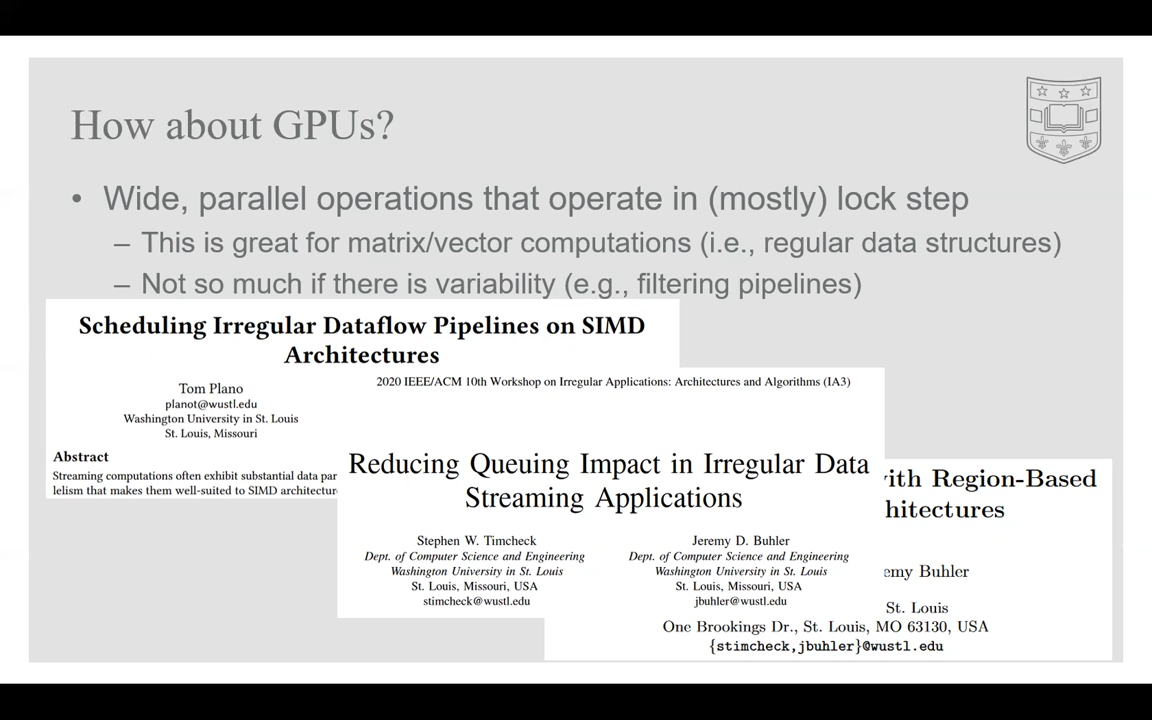 How about GPUs?
• Wide, parallel operations that operate in (mostly) lock step
– This is great for matrix/vector computations (i.e., regular data structures)
– Not so much if there is variability (e.g., filtering pipelines)
Scheduling Irregular Dataflow Pipelines on SIMD
Architectures
Tom Plano
planot@wustl.edu
Washington University in St. Louis
St. Louis, Missouri
Abstract
Streaming computations often exhibit substantial data par
lelism that makes them well-suited to SIMD architectur
2020 IEEE/ACM 10th Workshop on Irregular Applications: Architectures and Algorithms (IA3)
Reducing Queuing Impact in Irregular Data
Streaming Applications
Stephen W. Timcheck
Dept. of Computer Science and Engineering
Washington University in St. Louis
St. Louis, Missouri, USA
stimcheck@wustl.edu
Jeremy D. Buhler
Dept. of Computer Science and Engineering
Washington University in St. Louis
St. Louis, Missouri, USA
jbuhler@wustl.edu
with Region-Based
hitectures
emy Buhler
St. Louis
One Brookings Dr., St. Louis, MO 63130, USA
{stimcheck,jbuhler}@wustl.edu